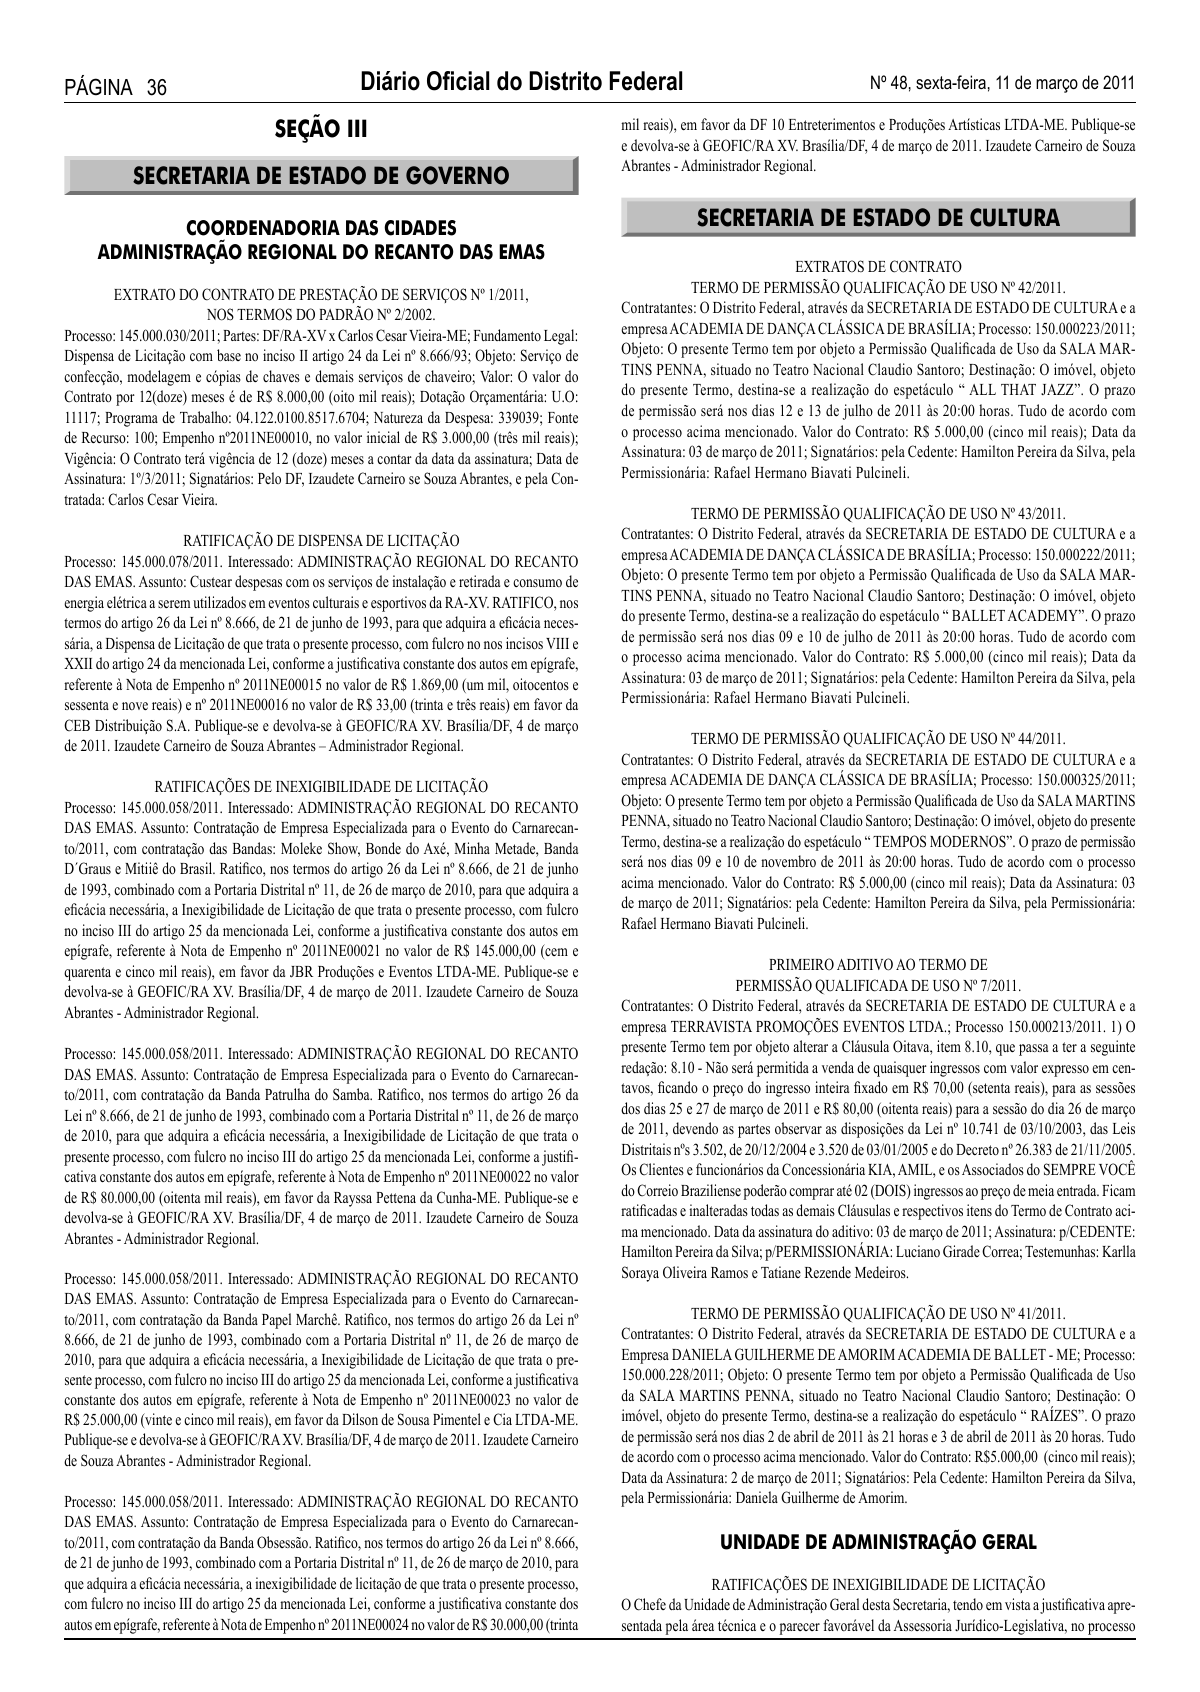 PÁGINA 36
Diário Oficial do Distrito Federal
Nº 48, sexta-feira, 11 de março de 2011
SEÇÃO III
SECRETARIA DE ESTADO DE GOVERNO
COORDENADORIA DAS CIDADES
ADMINISTRAÇÃO REGIONAL DO RECANTO DAS EMAS
EXTRATO DO CONTRATO DE PRESTAÇÃO DE SERVIÇOS Nº 1/2011,
NOS TERMOS DO PADRÃO Nº 2/2002.
Processo: 145.000.030/2011; Partes: DF/RA-XV x Carlos Cesar Vieira-ME; Fundamento Legal:
Dispensa de Licitação com base no inciso II artigo 24 da Lei nº 8.666/93; Objeto: Serviço de
confecção, modelagem e cópias de chaves e demais serviços de chaveiro; Valor: O valor do
Contrato por 12(doze) meses é de R$ 8.000,00 (oito mil reais); Dotação Orçamentária: U.O:
11117; Programa de Trabalho: 04.122.0100.8517.6704; Natureza da Despesa: 339039; Fonte
de Recurso: 100; Empenho nº2011NE00010, no valor inicial de R$ 3.000,00 (três mil reais);
Vigência: O Contrato terá vigência de 12 (doze) meses a contar da data da assinatura; Data de
Assinatura: 1º/3/2011; Signatários: Pelo DF, Izaudete Carneiro se Souza Abrantes, e pela Con-
tratada: Carlos Cesar Vieira.
RATIFICAÇÃO DE DISPENSA DE LICITAÇÃO
Processo: 145.000.078/2011. Interessado: ADMINISTRAÇÃO REGIONAL DO RECANTO
DAS EMAS. Assunto: Custear despesas com os serviços de instalação e retirada e consumo de
energia elétrica a serem utilizados em eventos culturais e esportivos da RA-XV. RATIFICO, nos
termos do artigo 26 da Lei nº 8.666, de 21 de junho de 1993, para que adquira a eficácia neces-
sária, a Dispensa de Licitação de que trata o presente processo, com fulcro no nos incisos VIII e
XXII do artigo 24 da mencionada Lei, conforme a justificativa constante dos autos em epígrafe,
referente à Nota de Empenho nº 2011NE00015 no valor de R$ 1.869,00 (um mil, oitocentos e
sessenta e nove reais) e nº 2011NE00016 no valor de R$ 33,00 (trinta e três reais) em favor da
CEB Distribuição S.A. Publique-se e devolva-se à GEOFIC/RA XV. Brasília/DF, 4 de março
de 2011. Izaudete Carneiro de Souza Abrantes – Administrador Regional.
RATIFICAÇÕES DE INEXIGIBILIDADE DE LICITAÇÃO
Processo: 145.000.058/2011. Interessado: ADMINISTRAÇÃO REGIONAL DO RECANTO
DAS EMAS. Assunto: Contratação de Empresa Especializada para o Evento do Carnarecan-
to/2011, com contratação das Bandas: Moleke Show, Bonde do Axé, Minha Metade, Banda
D´Graus e Mitiiê do Brasil. Ratifico, nos termos do artigo 26 da Lei nº 8.666, de 21 de junho
de 1993, combinado com a Portaria Distrital nº 11, de 26 de março de 2010, para que adquira a
eficácia necessária, a Inexigibilidade de Licitação de que trata o presente processo, com fulcro
no inciso III do artigo 25 da mencionada Lei, conforme a justificativa constante dos autos em
epígrafe, referente à Nota de Empenho nº 2011NE00021 no valor de R$ 145.000,00 (cem e
quarenta e cinco mil reais), em favor da JBR Produções e Eventos LTDA-ME. Publique-se e
devolva-se à GEOFIC/RA XV. Brasília/DF, 4 de março de 2011. Izaudete Carneiro de Souza
Abrantes - Administrador Regional.
Processo: 145.000.058/2011. Interessado: ADMINISTRAÇÃO REGIONAL DO RECANTO
DAS EMAS. Assunto: Contratação de Empresa Especializada para o Evento do Carnarecan-
to/2011, com contratação da Banda Patrulha do Samba. Ratifico, nos termos do artigo 26 da
Lei nº 8.666, de 21 de junho de 1993, combinado com a Portaria Distrital nº 11, de 26 de março
de 2010, para que adquira a eficácia necessária, a Inexigibilidade de Licitação de que trata o
presente processo, com fulcro no inciso III do artigo 25 da mencionada Lei, conforme a justifi-
cativa constante dos autos em epígrafe, referente à Nota de Empenho nº 2011NE00022 no valor
de R$ 80.000,00 (oitenta mil reais), em favor da Rayssa Pettena da Cunha-ME. Publique-se e
devolva-se à GEOFIC/RA XV. Brasília/DF, 4 de março de 2011. Izaudete Carneiro de Souza
Abrantes - Administrador Regional.
Processo: 145.000.058/2011. Interessado: ADMINISTRAÇÃO REGIONAL DO RECANTO
DAS EMAS. Assunto: Contratação de Empresa Especializada para o Evento do Carnarecan-
to/2011, com contratação da Banda Papel Marchê. Ratifico, nos termos do artigo 26 da Lei nº
8.666, de 21 de junho de 1993, combinado com a Portaria Distrital nº 11, de 26 de março de
2010, para que adquira a eficácia necessária, a Inexigibilidade de Licitação de que trata o pre-
sente processo, com fulcro no inciso III do artigo 25 da mencionada Lei, conforme a justificativa
constante dos autos em epígrafe, referente à Nota de Empenho nº 2011NE00023 no valor de
R$ 25.000,00 (vinte e cinco mil reais), em favor da Dilson de Sousa Pimentel e Cia LTDA-ME.
Publique-se e devolva-se à GEOFIC/RA XV. Brasília/DF, 4 de março de 2011. Izaudete Carneiro
de Souza Abrantes - Administrador Regional.
Processo: 145.000.058/2011. Interessado: ADMINISTRAÇÃO REGIONAL DO RECANTO
DAS EMAS. Assunto: Contratação de Empresa Especializada para o Evento do Carnarecan-
to/2011, com contratação da Banda Obsessão. Ratifico, nos termos do artigo 26 da Lei nº 8.666,
de 21 de junho de 1993, combinado com a Portaria Distrital nº 11, de 26 de março de 2010, para
que adquira a eficácia necessária, a inexigibilidade de licitação de que trata o presente processo,
com fulcro no inciso III do artigo 25 da mencionada Lei, conforme a justificativa constante dos
autos em epígrafe, referente à Nota de Empenho nº 2011NE00024 no valor de R$ 30.000,00 (trinta
mil reais), em favor da DF 10 Entreterimentos e Produções Artísticas LTDA-ME. Publique-se
e devolva-se à GEOFIC/RA XV. Brasília/DF, 4 de março de 2011. Izaudete Carneiro de Souza
Abrantes - Administrador Regional.
SECRETARIA DE ESTADO DE CULTURA
EXTRATOS DE CONTRATO
TERMO DE PERMISSÃO QUALIFICAÇÃO DE USO Nº 42/2011.
Contratantes: O Distrito Federal, através da SECRETARIA DE ESTADO DE CULTURA e a
empresa ACADEMIA DE DANÇA CLÁSSICA DE BRASÍLIA; Processo: 150.000223/2011;
Objeto: O presente Termo tem por objeto a Permissão Qualificada de Uso da SALA MAR-
TINS PENNA, situado no Teatro Nacional Claudio Santoro; Destinação: O imóvel, objeto
do presente Termo, destina-se a realização do espetáculo “ ALL THAT JAZZ”. O prazo
de permissão será nos dias 12 e 13 de julho de 2011 às 20:00 horas. Tudo de acordo com
o processo acima mencionado. Valor do Contrato: R$ 5.000,00 (cinco mil reais); Data da
Assinatura: 03 de março de 2011; Signatários: pela Cedente: Hamilton Pereira da Silva, pela
Permissionária: Rafael Hermano Biavati Pulcineli.
TERMO DE PERMISSÃO QUALIFICAÇÃO DE USO Nº 43/2011.
Contratantes: O Distrito Federal, através da SECRETARIA DE ESTADO DE CULTURA e a
empresa ACADEMIA DE DANÇA CLÁSSICA DE BRASÍLIA; Processo: 150.000222/2011;
Objeto: O presente Termo tem por objeto a Permissão Qualificada de Uso da SALA MAR-
TINS PENNA, situado no Teatro Nacional Claudio Santoro; Destinação: O imóvel, objeto
do presente Termo, destina-se a realização do espetáculo “ BALLET ACADEMY”. O prazo
de permissão será nos dias 09 e 10 de julho de 2011 às 20:00 horas. Tudo de acordo com
o processo acima mencionado. Valor do Contrato: R$ 5.000,00 (cinco mil reais); Data da
Assinatura: 03 de março de 2011; Signatários: pela Cedente: Hamilton Pereira da Silva, pela
Permissionária: Rafael Hermano Biavati Pulcineli.
TERMO DE PERMISSÃO QUALIFICAÇÃO DE USO Nº 44/2011.
Contratantes: O Distrito Federal, através da SECRETARIA DE ESTADO DE CULTURA e a
empresa ACADEMIA DE DANÇA CLÁSSICA DE BRASÍLIA; Processo: 150.000325/2011;
Objeto: O presente Termo tem por objeto a Permissão Qualificada de Uso da SALA MARTINS
PENNA, situado no Teatro Nacional Claudio Santoro; Destinação: O imóvel, objeto do presente
Termo, destina-se a realização do espetáculo “ TEMPOS MODERNOS”. O prazo de permissão
será nos dias 09 e 10 de novembro de 2011 às 20:00 horas. Tudo de acordo com o processo
acima mencionado. Valor do Contrato: R$ 5.000,00 (cinco mil reais); Data da Assinatura: 03
de março de 2011; Signatários: pela Cedente: Hamilton Pereira da Silva, pela Permissionária:
Rafael Hermano Biavati Pulcineli.
PRIMEIRO ADITIVO AO TERMO DE
PERMISSÃO QUALIFICADA DE USO Nº 7/2011.
Contratantes: O Distrito Federal, através da SECRETARIA DE ESTADO DE CULTURA e a
empresa TERRAVISTA PROMOÇÕES EVENTOS LTDA.; Processo 150.000213/2011. 1) O
presente Termo tem por objeto alterar a Cláusula Oitava, item 8.10, que passa a ter a seguinte
redação: 8.10 - Não será permitida a venda de quaisquer ingressos com valor expresso em cen-
tavos, ficando o preço do ingresso inteira fixado em R$ 70,00 (setenta reais), para as sessões
dos dias 25 e 27 de março de 2011 e R$ 80,00 (oitenta reais) para a sessão do dia 26 de março
de 2011, devendo as partes observar as disposições da Lei nº 10.741 de 03/10/2003, das Leis
Distritais nºs 3.502, de 20/12/2004 e 3.520 de 03/01/2005 e do Decreto nº 26.383 de 21/11/2005.
Os Clientes e funcionários da Concessionária KIA, AMIL, e os Associados do SEMPRE VOCÊ
do Correio Braziliense poderão comprar até 02 (DOIS) ingressos ao preço de meia entrada. Ficam
ratificadas e inalteradas todas as demais Cláusulas e respectivos itens do Termo de Contrato aci-
ma mencionado. Data da assinatura do aditivo: 03 de março de 2011; Assinatura: p/CEDENTE:
Hamilton Pereira da Silva; p/PERMISSIONÁRIA: Luciano Girade Correa; Testemunhas: Karlla
Soraya Oliveira Ramos e Tatiane Rezende Medeiros.
TERMO DE PERMISSÃO QUALIFICAÇÃO DE USO Nº 41/2011.
Contratantes: O Distrito Federal, através da SECRETARIA DE ESTADO DE CULTURA e a
Empresa DANIELA GUILHERME DE AMORIM ACADEMIA DE BALLET - ME; Processo:
150.000.228/2011; Objeto: O presente Termo tem por objeto a Permissão Qualificada de Uso
da SALA MARTINS PENNA, situado no Teatro Nacional Claudio Santoro; Destinação: O
imóvel, objeto do presente Termo, destina-se a realização do espetáculo “ RAÍZES”. O prazo
de permissão será nos dias 2 de abril de 2011 às 21 horas e 3 de abril de 2011 às 20 horas. Tudo
de acordo com o processo acima mencionado. Valor do Contrato: R$5.000,00 (cinco mil reais);
Data da Assinatura: 2 de março de 2011; Signatários: Pela Cedente: Hamilton Pereira da Silva,
pela Permissionária: Daniela Guilherme de Amorim.
UNIDADE DE ADMINISTRAÇÃO GERAL
RATIFICAÇÕES DE INEXIGIBILIDADE DE LICITAÇÃO
O Chefe da Unidade de Administração Geral desta Secretaria, tendo em vista a justificativa apre-
sentada pela área técnica e o parecer favorável da Assessoria Jurídico-Legislativa, no processo